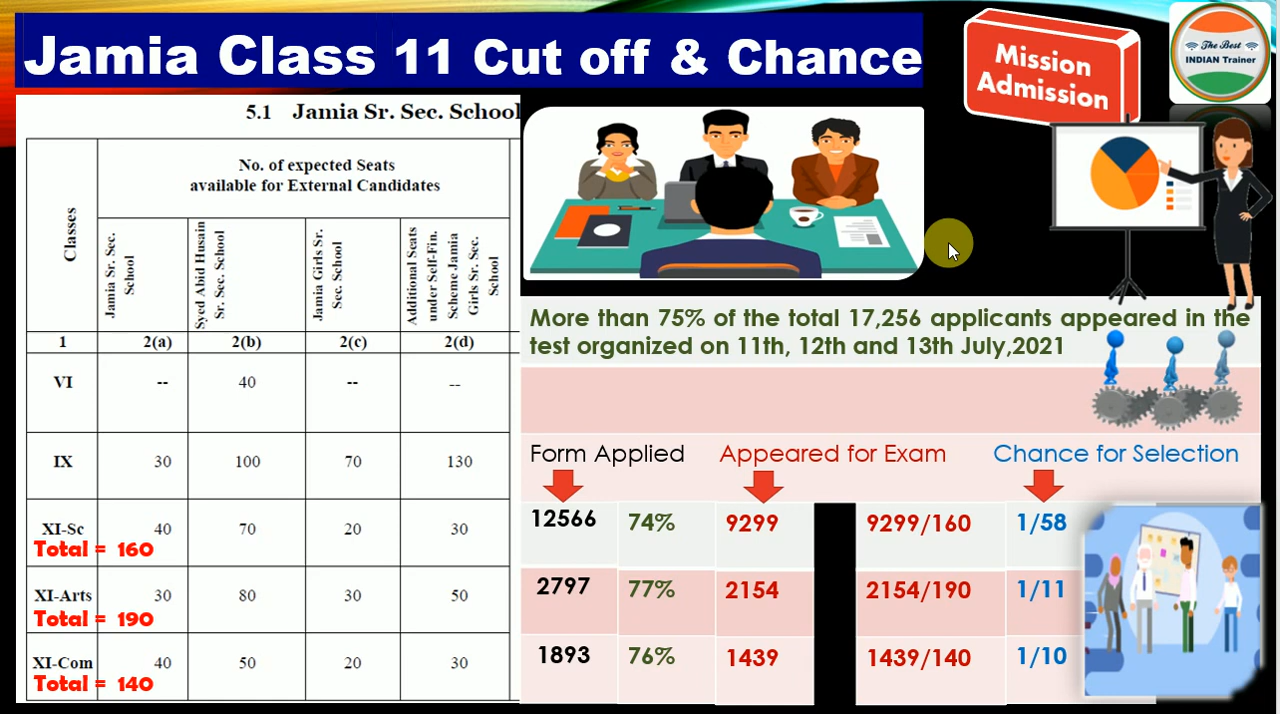 Jamia Class 11 Cut off & Chance
Mission
Admission
The Best
INDIAN Trainer
5.1 Jamia Sr. Sec. School
Classes
No. of expected Seats
available for External Candidates
Jamia Sr. Sec.
School
Syed Abid Husain
Sr. Sec. School
Jamia Girls Sr.
Sec. School
Additional Seats
under Self-Fin.
Scheme Jamia
Girls Sr. Sec.
School
1 2(a) 2(b) 2(c) 2(d)
VI -- 40 -- --
IX 30 100 70 130
XI-Sc 40 70 20 30
Total = 160
XI-Arts 30 80 30 50
Total = 190
XI-Com 40 50 20 30
Total = 140
More than 75% of the total 17,256 applicants appeared in the
test organized on 11th, 12th and 13th July,2021
Form Applied Appeared for Exam Chance for Selection
12566 74% 9299 9299/160 1/58
2797 77% 2154 2154/190 1/11
1893 76% 1439 1439/140 1/10